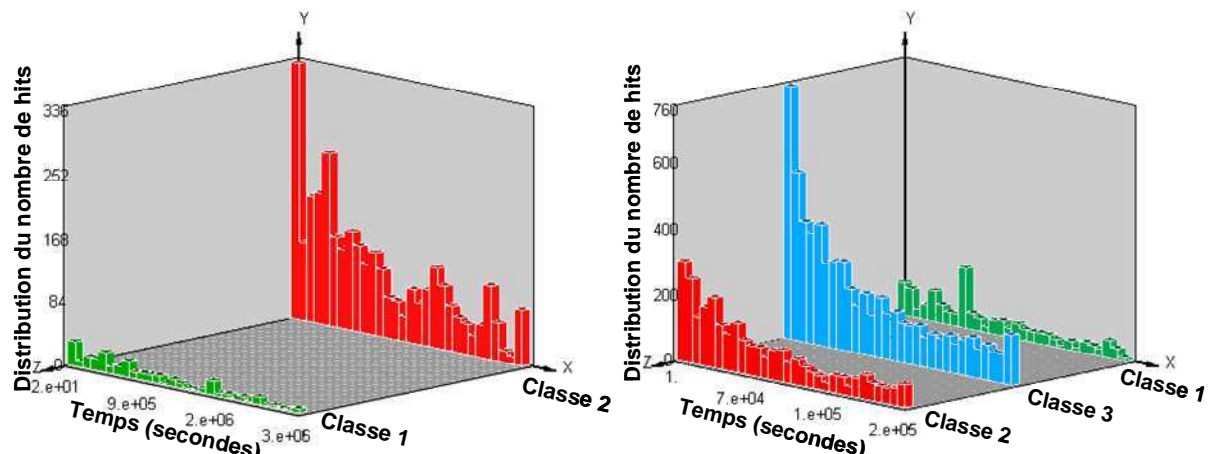 Y
Distribution du nombre de hits
336
252
168
84
0
Z
X
2.e+01
9.e+05
2.e+06
3.e+06
Temps (secondes)
Classe 1
Classe 2
Y
Distribution du nombre de hits
760
600
400
200
0
Z
X
1.
7.e+04
1.e+05
2.e+05
Temps (secondes)
Classe 2
Classe 3
Classe 1